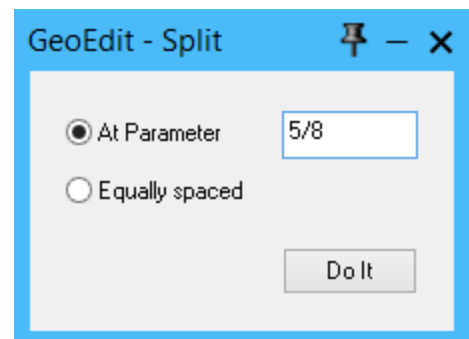 GeoEdit - Split
At Parameter 5/8
Equally spaced
Do It